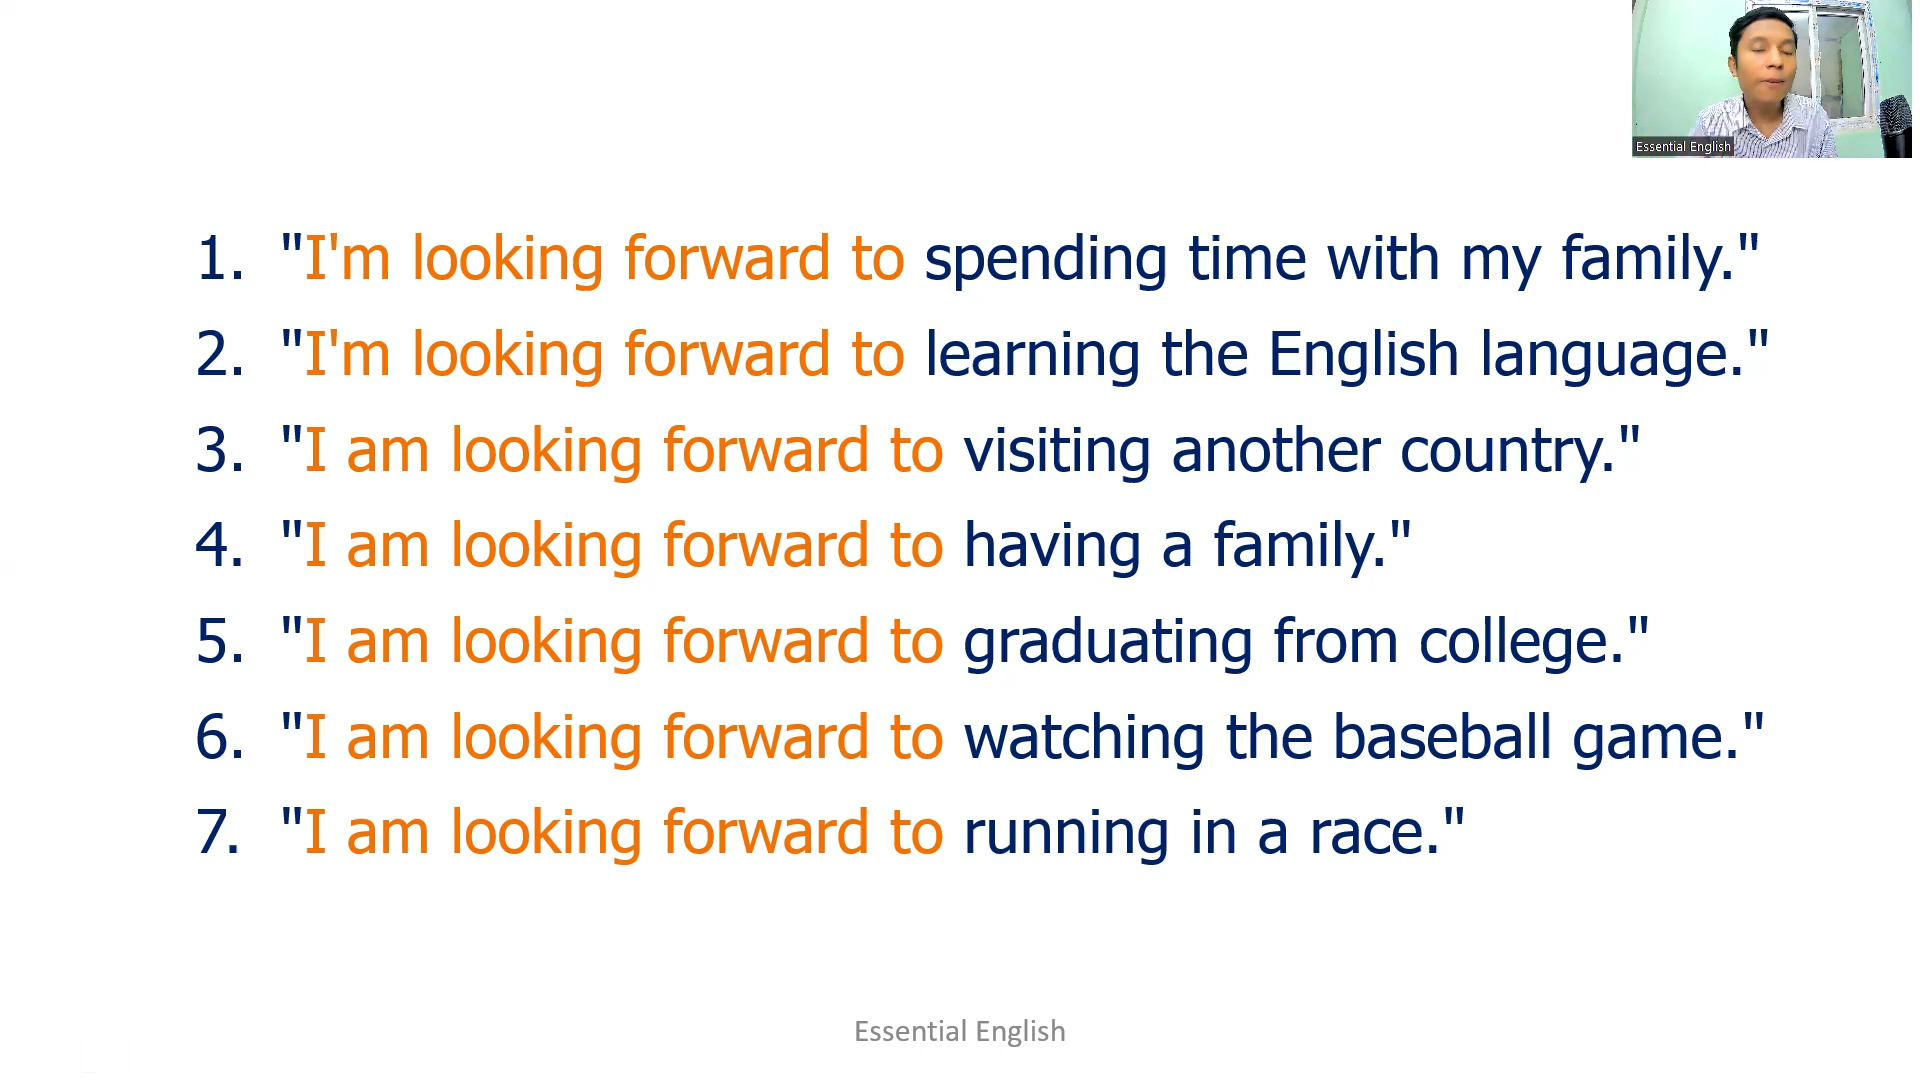 Essential English
1. "I'm looking forward to spending time with my family."
2. "I'm looking forward to learning the English language."
3. "I am looking forward to visiting another country."
4. "I am looking forward to having a family."
5. "I am looking forward to graduating from college."
6. "I am looking forward to watching the baseball game."
7. "I am looking forward to running in a race."
Essential English